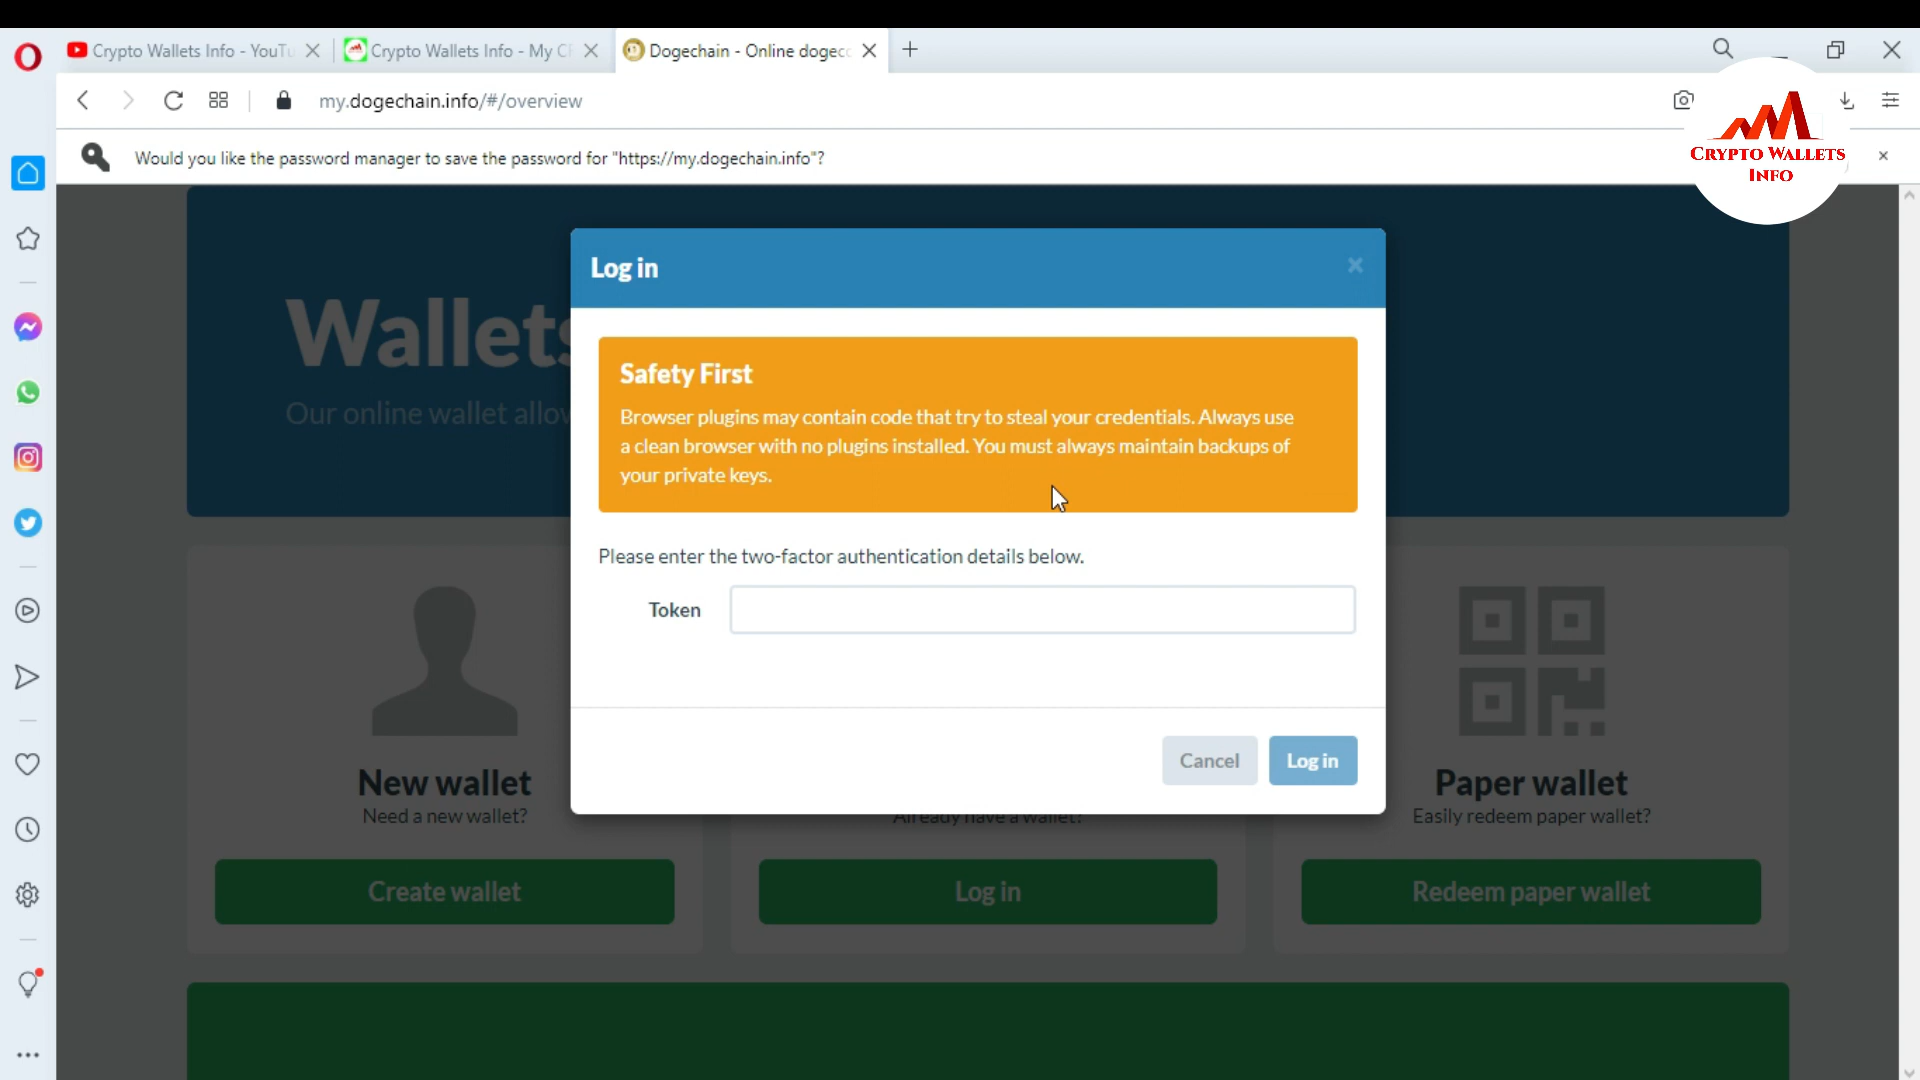 Crypto Wallets Info - YouTu
Crypto Wallets Info - My C
Dogechain - Online dogec
my.dogechain.info/#/overview
Would you like the password manager to save the password for "https://my.dogechain.info"?
CRYPTO WALLETS
INFO
Wallets
Our online wallet allow
Log in
Safety First
Browser plugins may contain code that try to steal your credentials. Always use
a clean browser with no plugins installed. You must always maintain backups of
your private keys.
Please enter the two-factor authentication details below.
Token
Cancel
Log in
New wallet
Need a new wallet?
Create wallet
Already have a wallet?
Log in
Paper wallet
Easily redeem paper wallet?
Redeem paper wallet